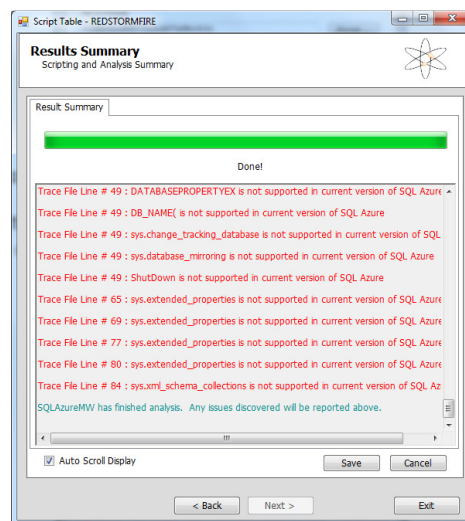 Script Table - REDSTORMFIRE
Results Summary
Scripting and Analysis Summary
Result Summary
Done!
Trace File Line # 49 : DATABASEPROPERTYEX is not supported in current version of SQL Azure
Trace File Line # 49 : DB_NAME( is not supported in current version of SQL Azure
Trace File Line # 49 : sys.change_tracking_database is not supported in current version of SQL
Trace File Line # 49 : sys.database_mirroring is not supported in current version of SQL Azure
Trace File Line # 49 : ShutDown is not supported in current version of SQL Azure
Trace File Line # 65 : sys.extended_properties is not supported in current version of SQL Azure
Trace File Line # 69 : sys.extended_properties is not supported in current version of SQL Azure
Trace File Line # 77 : sys.extended_properties is not supported in current version of SQL Azure
Trace File Line # 80 : sys.extended_properties is not supported in current version of SQL Azure
Trace File Line # 84 : sys.xml_schema_collections is not supported in current version of SQL Az
SQLAzureMW has finished analysis. Any issues discovered will be reported above.
Auto Scroll Display
Save
Cancel
< Back
Next >
Exit